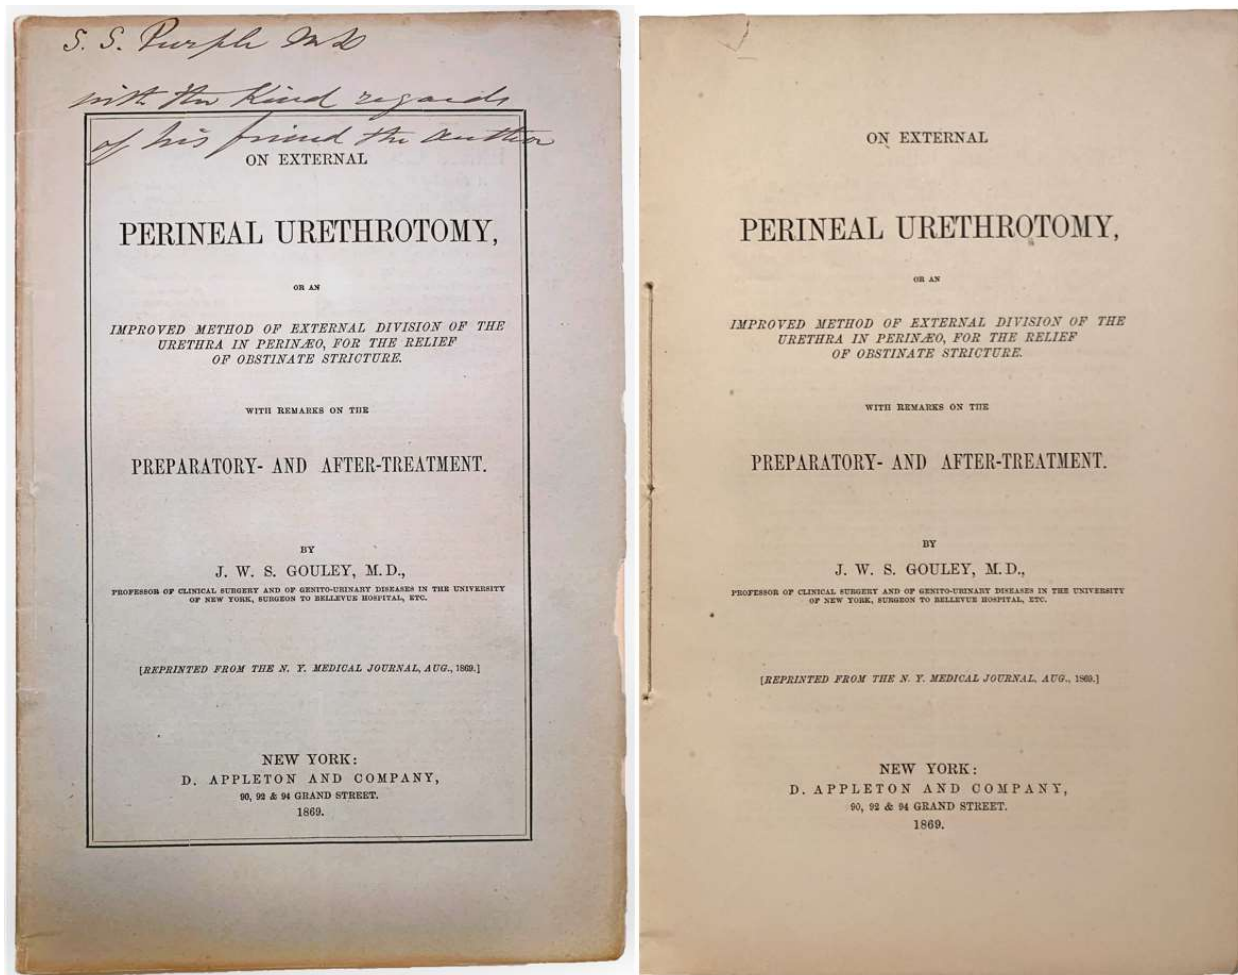 S. S. Purple MD
with the Kind regards
of his friend the author
ON EXTERNAL
PERINEAL URETHROTOMY,
OR AN
IMPROVED METHOD OF EXTERNAL DIVISION OF THE
URETHRA IN PERINÆO, FOR THE RELIEF
OF OBSTINATE STRICTURE.
WITH REMARKS ON THE
PREPARATORY- AND AFTER-TREATMENT.
BY
J. W. S. GOULEY, M.D.,
PROFESSOR OF CLINICAL SURGERY AND OF GENITO-URINARY DISEASES IN THE UNIVERSITY
OF NEW YORK, SURGEON TO BELLEVUE HOSPITAL, ETC.
[REPRINTED FROM THE N. Y. MEDICAL JOURNAL, AUG., 1869.]
NEW YORK:
D. APPLETON AND COMPANY,
90, 92 & 94 GRAND STREET.
1869.
ON EXTERNAL
PERINEAL URETHROTOMY,
OR AN
IMPROVED METHOD OF EXTERNAL DIVISION OF THE
URETHRA IN PERINÆO, FOR THE RELIEF
OF OBSTINATE STRICTURE.
WITH REMARKS ON THE
PREPARATORY- AND AFTER-TREATMENT.
BY
J. W. S. GOULEY, M.D.,
PROFESSOR OF CLINICAL SURGERY AND OF GENITO-URINARY DISEASES IN THE UNIVERSITY
OF NEW YORK, SURGEON TO BELLEVUE HOSPITAL, ETC.
[REPRINTED FROM THE N. Y. MEDICAL JOURNAL, AUG., 1869.]
NEW YORK:
D. APPLETON AND COMPANY,
90, 92 & 94 GRAND STREET.
1869.